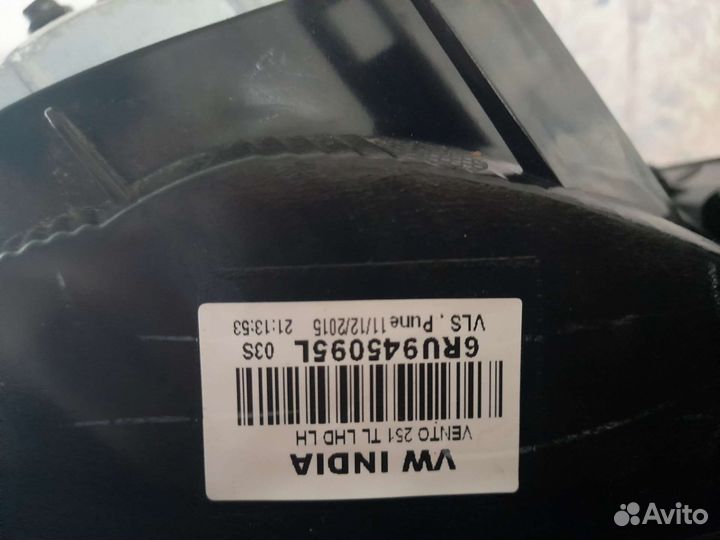 VW INDIA
VENTO 251 TL LHD LH
6RU945095L 03S
VLS , Pune 11/12/2015 21:13:53
Avito